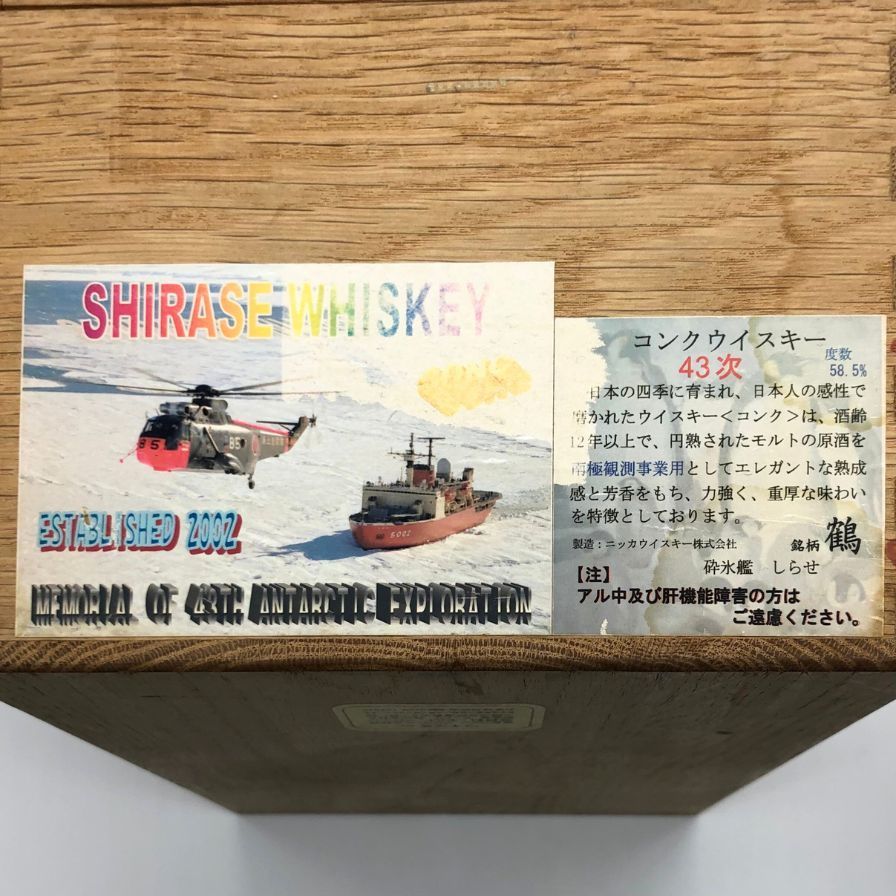 SHIRASE WHISKEY
85
85
5002
ESTABLISHED 2002
MEMORIAL OF 43TH ANTARCTIC EXPLORATION
コンクウイスキー
43次
度数
58.5%
日本の四季に育まれ、日本人の感性で
磨かれたウイスキー<コンク>は、酒齢
12年以上で、円熟されたモルトの原酒を
南極観測事業用としてエレガントな熟成
感と芳香をもち、力強く、重厚な味わい
を特徴としております。
製造:ニッカウイスキー株式会社 銘柄 鶴
砕氷艦 しらせ
【注】
アル中及び肝機能障害の方は
ご遠慮ください。